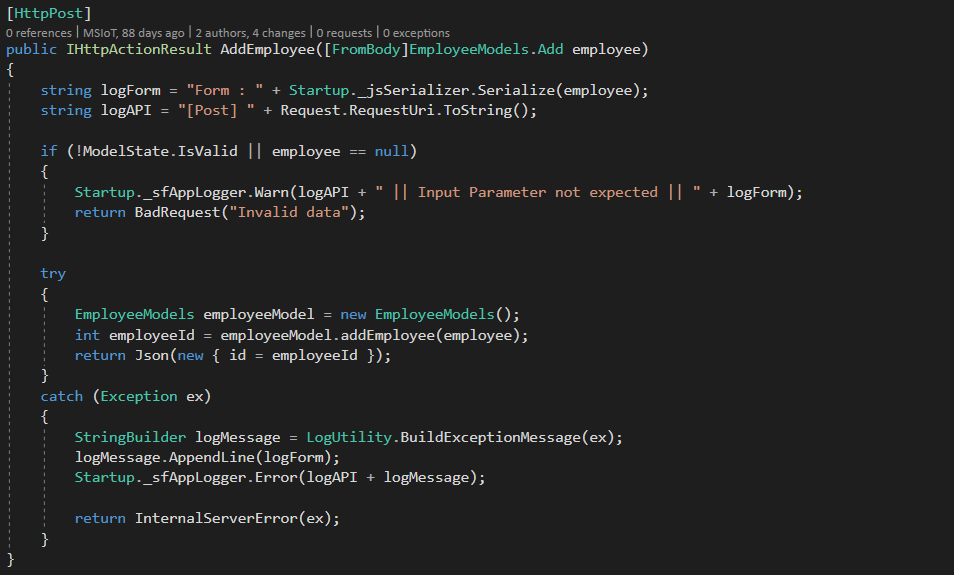 [HttpPost]
0 references | MSIoT, 88 days ago | 2 authors, 4 changes | 0 requests | 0 exceptions
public IHttpActionResult AddEmployee([FromBody]EmployeeModels.Add employee)
{
    string logForm = "Form : " + Startup._jsSerializer.Serialize(employee);
    string logAPI = "[Post] " + Request.RequestUri.ToString();

    if (!ModelState.IsValid || employee == null)
    {
        Startup._sfAppLogger.Warn(logAPI + " || Input Parameter not expected || " + logForm);
        return BadRequest("Invalid data");
    }

    try
    {
        EmployeeModels employeeModel = new EmployeeModels();
        int employeeId = employeeModel.addEmployee(employee);
        return Json(new { id = employeeId });
    }
    catch (Exception ex)
    {
        StringBuilder logMessage = LogUtility.BuildExceptionMessage(ex);
        logMessage.AppendLine(logForm);
        Startup._sfAppLogger.Error(logAPI + logMessage);

        return InternalServerError(ex);
    }
}